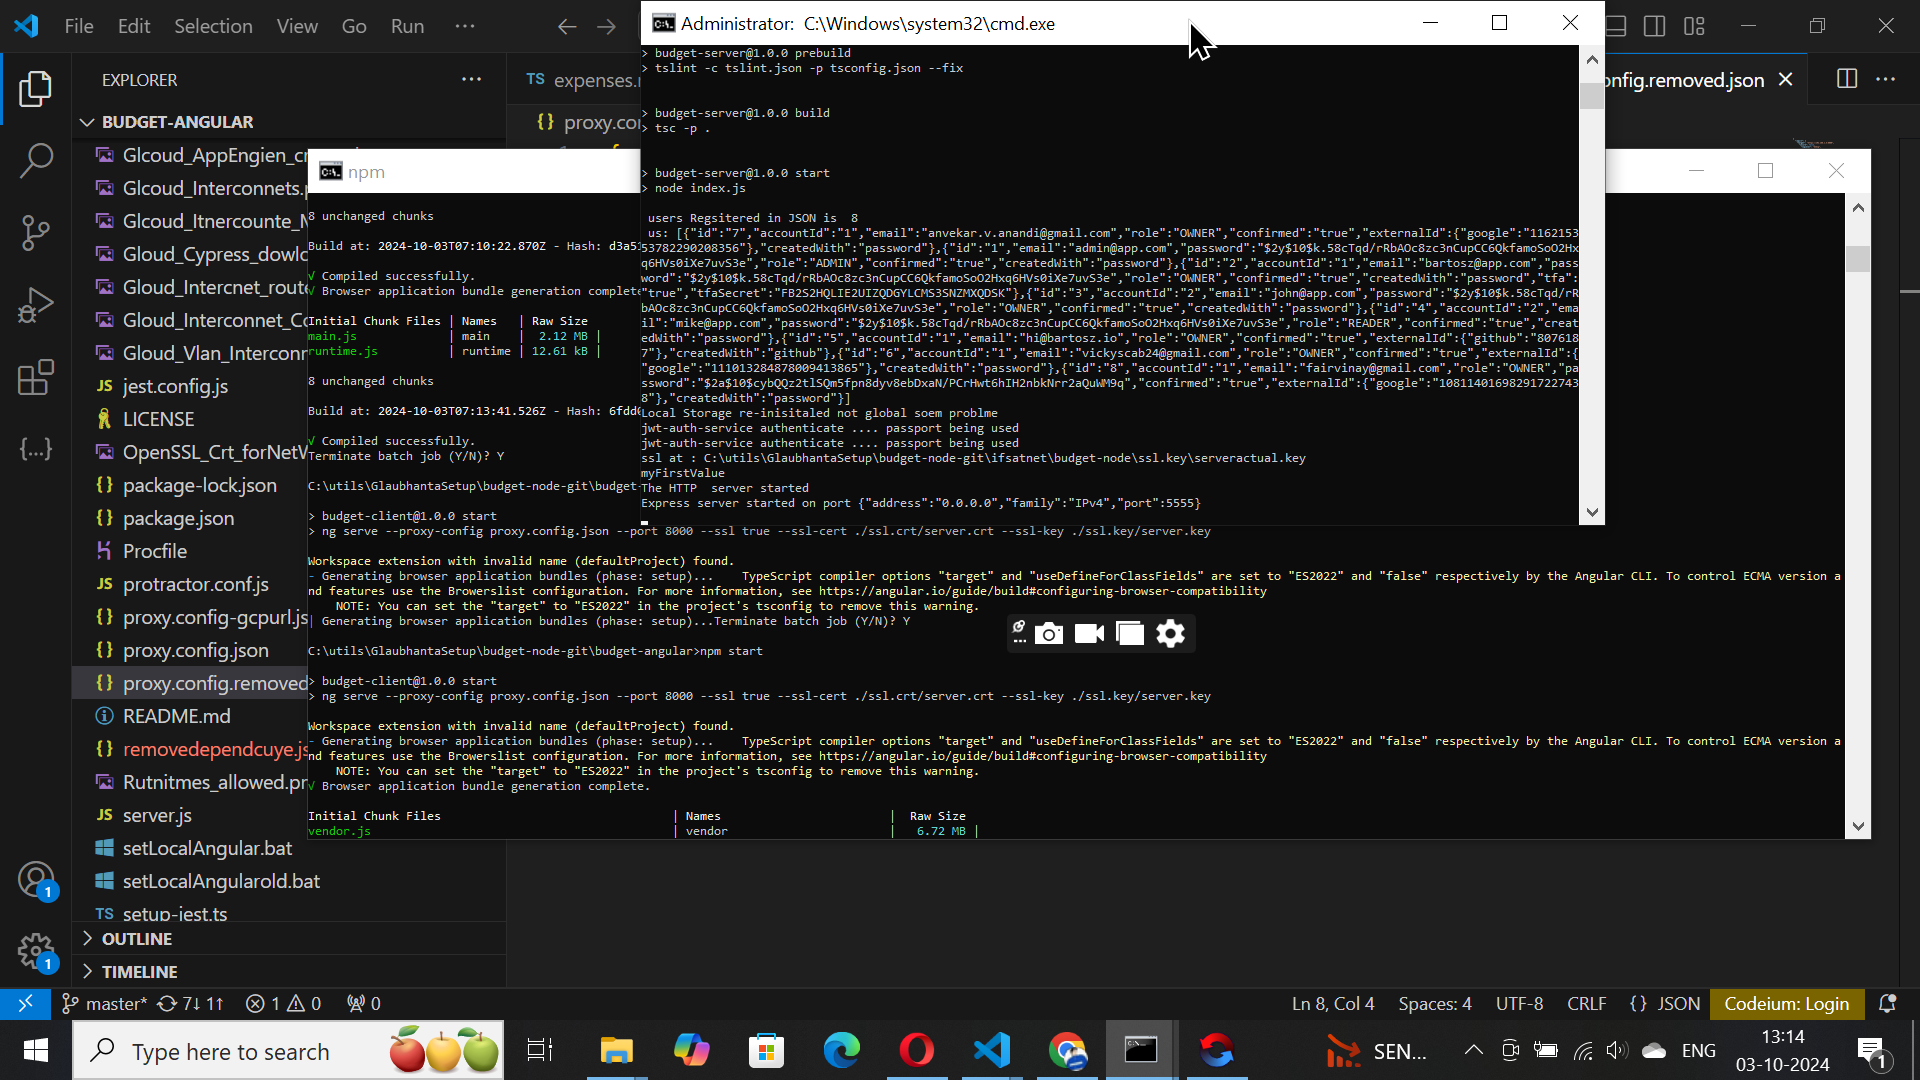 File Edit Selection View Go Run ···
EXPLORER
BUDGET-ANGULAR
Glcoud_AppEngien_cr
Glcoud_Interconnets.p
Glcoud_Itnercounte_M
Gloud_Cypress_dowlc
Gloud_Intercnet_route
Gloud_Interconnet_Co
Gloud_Vlan_Interconr
JS jest.config.js
LICENSE
OpenSSL_Crt_forNetW
{} package-lock.json
{} package.json
Procfile
JS protractor.conf.js
{} proxy.config-gcpurl.js
{} proxy.config.json
{} proxy.config.removed
README.md
{} removedependcuye.js
Rutnitmes_allowed.pr
JS server.js
setLocalAngular.bat
setLocalAngularold.bat
TS setup-jest.ts
OUTLINE
TIMELINE
TS expenses.r
{} proxy.cor
onfig.removed.json
Administrator: C:\Windows\system32\cmd.exe
> budget-server@1.0.0 prebuild
> tslint -c tslint.json -p tsconfig.json --fix
> budget-server@1.0.0 build
> tsc -p .
> budget-server@1.0.0 start
> node index.js
users Regsitered in JSON is 8
us: [{"id":"7","accountId":"1","email":"anvekar.v.anandi@gmail.com","role":"OWNER","confirmed":"true","externalId":{"google":"1162153
53782290208356"},"createdWith":"password"},{"id":"1","email":"admin@app.com","password":"$2y$10$k.58cTqd/rRbAOc8zc3nCupCC6QkfamoSoO2Hx
q6HVs0iXe7uvS3e","role":"ADMIN","confirmed":"true","createdWith":"password"},{"id":"2","accountId":"1","email":"bartosz@app.com","pass
word":"$2y$10$k.58cTqd/rRbAOc8zc3nCupCC6QkfamoSoO2Hxq6HVs0iXe7uvS3e","role":"OWNER","confirmed":"true","createdWith":"password","tfa":
"true","tfaSecret":"FB2S2HQLIE2UIZQDGYLCMS3SNZMXQDSK"},{"id":"3","accountId":"2","email":"john@app.com","password":"$2y$10$k.58cTqd/rR
bAOc8zc3nCupCC6QkfamoSoO2Hxq6HVs0iXe7uvS3e","role":"OWNER","confirmed":"true","createdWith":"password"},{"id":"4","accountId":"2","ema
il":"mike@app.com","password":"$2y$10$k.58cTqd/rRbAOc8zc3nCupCC6QkfamoSoO2Hxq6HVs0iXe7uvS3e","role":"READER","confirmed":"true","creat
edWith":"password"},{"id":"5","accountId":"1","email":"hi@bartosz.io","role":"OWNER","confirmed":"true","externalId":{"github":"807618
7"},"createdWith":"github"},{"id":"6","accountId":"1","email":"vickyscab24@gmail.com","role":"OWNER","confirmed":"true","externalId":{
"google":"111013284878009413865"},"createdWith":"password"},{"id":"8","accountId":"1","email":"fairvinay@gmail.com","role":"OWNER","pa
ssword":"$2a$10$cybQQz2tlSQm5fpn8dyv8ebDxaN/PCrHwt6hIH2nbkNrr2aQuWM9q","confirmed":"true","externalId":{"google":"10811401698291722743
8"},"createdWith":"password"}]
Local Storage re-inisitaled not global soem problme
jwt-auth-service authenticate .... passport being used
jwt-auth-service authenticate .... passport being used
ssl at : C:\utils\GlaubhantaSetup\budget-node-git\ifsatnet\budget-node\ssl.key\serveractual.key
myFirstValue
The HTTP server started
Express server started on port {"address":"0.0.0.0","family":"IPv4","port":5555}
npm
8 unchanged chunks
Build at: 2024-10-03T07:10:22.870Z - Hash: d3a51
√ Compiled successfully.
√ Browser application bundle generation complete
Initial Chunk Files | Names | Raw Size
main.js | main | 2.12 MB |
runtime.js | runtime | 12.61 kB |
8 unchanged chunks
Build at: 2024-10-03T07:13:41.526Z - Hash: 6fdd
√ Compiled successfully.
Terminate batch job (Y/N)? Y
C:\utils\GlaubhantaSetup\budget-node-git\budget-
> budget-client@1.0.0 start
> ng serve --proxy-config proxy.config.json --port 8000 --ssl true --ssl-cert ./ssl.crt/server.crt --ssl-key ./ssl.key/server.key
Workspace extension with invalid name (defaultProject) found.
- Generating browser application bundles (phase: setup)... TypeScript compiler options "target" and "useDefineForClassFields" are set to "ES2022" and "false" respectively by the Angular CLI. To control ECMA version a
nd features use the Browerslist configuration. For more information, see https://angular.io/guide/build#configuring-browser-compatibility
NOTE: You can set the "target" to "ES2022" in the project's tsconfig to remove this warning.
| Generating browser application bundles (phase: setup)...Terminate batch job (Y/N)? Y
C:\utils\GlaubhantaSetup\budget-node-git\budget-angular>npm start
> budget-client@1.0.0 start
> ng serve --proxy-config proxy.config.json --port 8000 --ssl true --ssl-cert ./ssl.crt/server.crt --ssl-key ./ssl.key/server.key
Workspace extension with invalid name (defaultProject) found.
- Generating browser application bundles (phase: setup)... TypeScript compiler options "target" and "useDefineForClassFields" are set to "ES2022" and "false" respectively by the Angular CLI. To control ECMA version a
nd features use the Browerslist configuration. For more information, see https://angular.io/guide/build#configuring-browser-compatibility
NOTE: You can set the "target" to "ES2022" in the project's tsconfig to remove this warning.
√ Browser application bundle generation complete.
Initial Chunk Files | Names | Raw Size
vendor.js | vendor | 6.72 MB |
1
1
master* 7↓ 1↑ 1 0 0
Ln 8, Col 4 Spaces: 4 UTF-8 CRLF {} JSON Codeium: Login
Type here to search
SEN...
ENG
13:14
03-10-2024
1